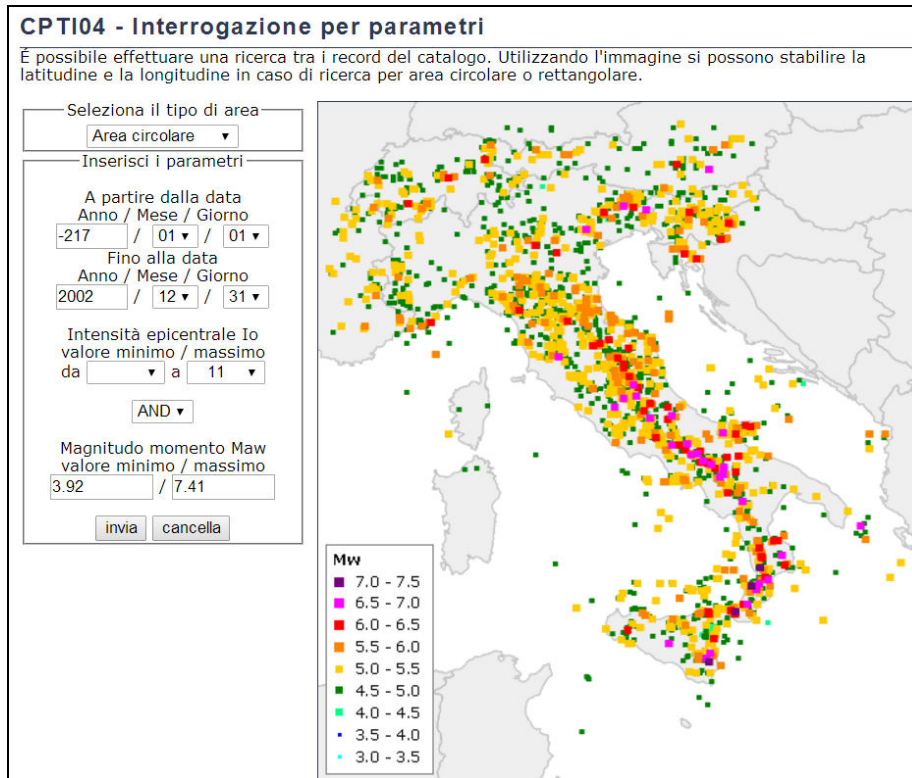 CPTI04 - Interrogazione per parametri
É possibile effettuare una ricerca tra i record del catalogo. Utilizzando l'immagine si possono stabilire la
latitudine e la longitudine in caso di ricerca per area circolare o rettangolare.
Seleziona il tipo di area
Area circolare
Inserisci i parametri
A partire dalla data
Anno / Mese / Giorno
-217 / 01 / 01
Fino alla data
Anno / Mese / Giorno
2002 / 12 / 31
Intensità epicentrale Io
valore minimo / massimo
da a 11
AND
Magnitudo momento Maw
valore minimo / massimo
3.92 / 7.41
invia cancella
Mw
7.0 - 7.5
6.5 - 7.0
6.0 - 6.5
5.5 - 6.0
5.0 - 5.5
4.5 - 5.0
4.0 - 4.5
3.5 - 4.0
3.0 - 3.5